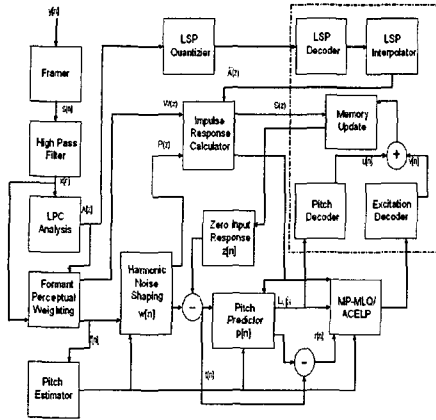 y[n]
Framer
s[n]
High Pass
Filter
x[n]
LPC
Analysis
A[z]
Formant
Perceptual
Weighting
f[n]
Pitch
Estimator
LSP
Quantizier
LSP
Decoder
LSP
Interpolator
Ã(z)
W(z)
P(z)
Impulse
Response
Calculator
S(z)
Memory
Update
u[n]
+
v[n]
Pitch
Decoder
Excitation
Decoder
Zero Input
Response
z[n]
Harmonic
Noise
Shaping
w[n]
-
t[n]
Pitch
Predictor
p[n]
-
r[n]
MP-MLQ/
ACELP